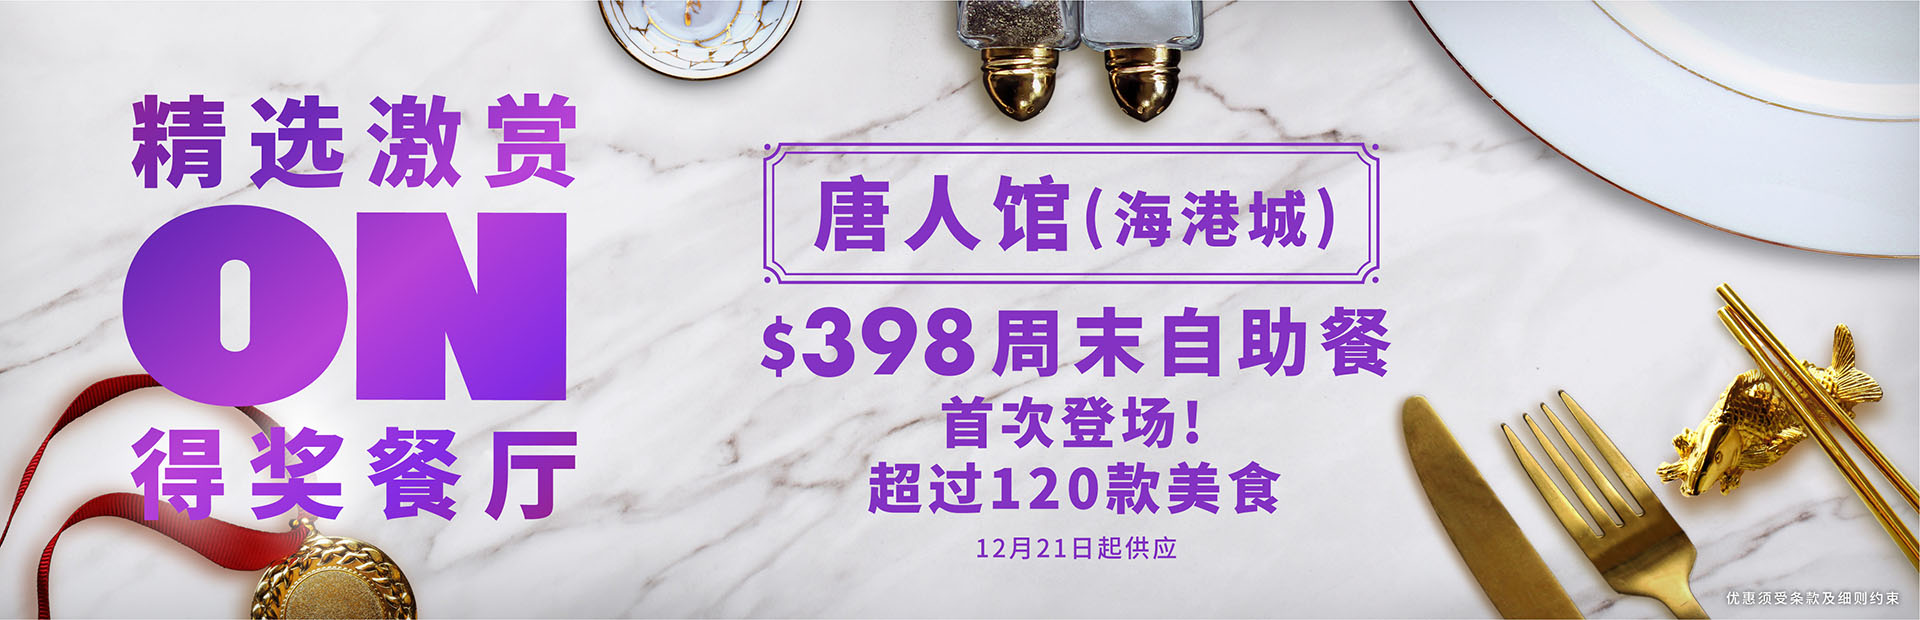 精选激赏
ON
得奖餐厅
唐人馆(海港城)
$398周末自助餐
首次登场!
超过120款美食
12月21日起供应
优惠须受条款及细则约束